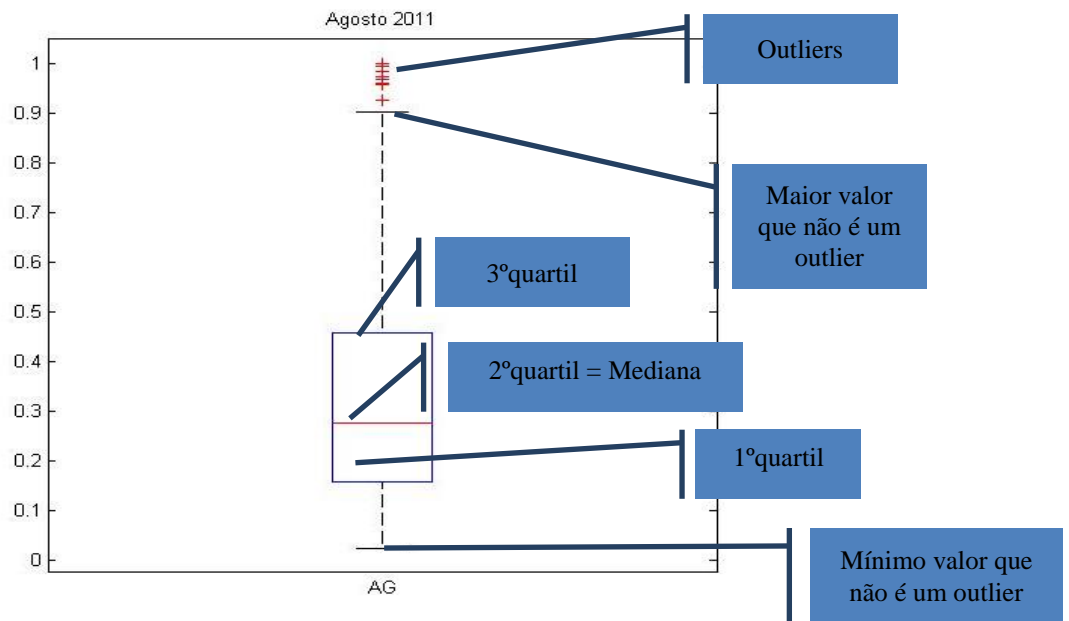 Agosto 2011
Outliers
1
0.9
0.8
Maior valor
que não é um
outlier
0.7
0.6
3ºquartil
0.5
0.4
2ºquartil = Mediana
0.3
0.2
1ºquartil
0.1
0
Mínimo valor que
não é um outlier
AG